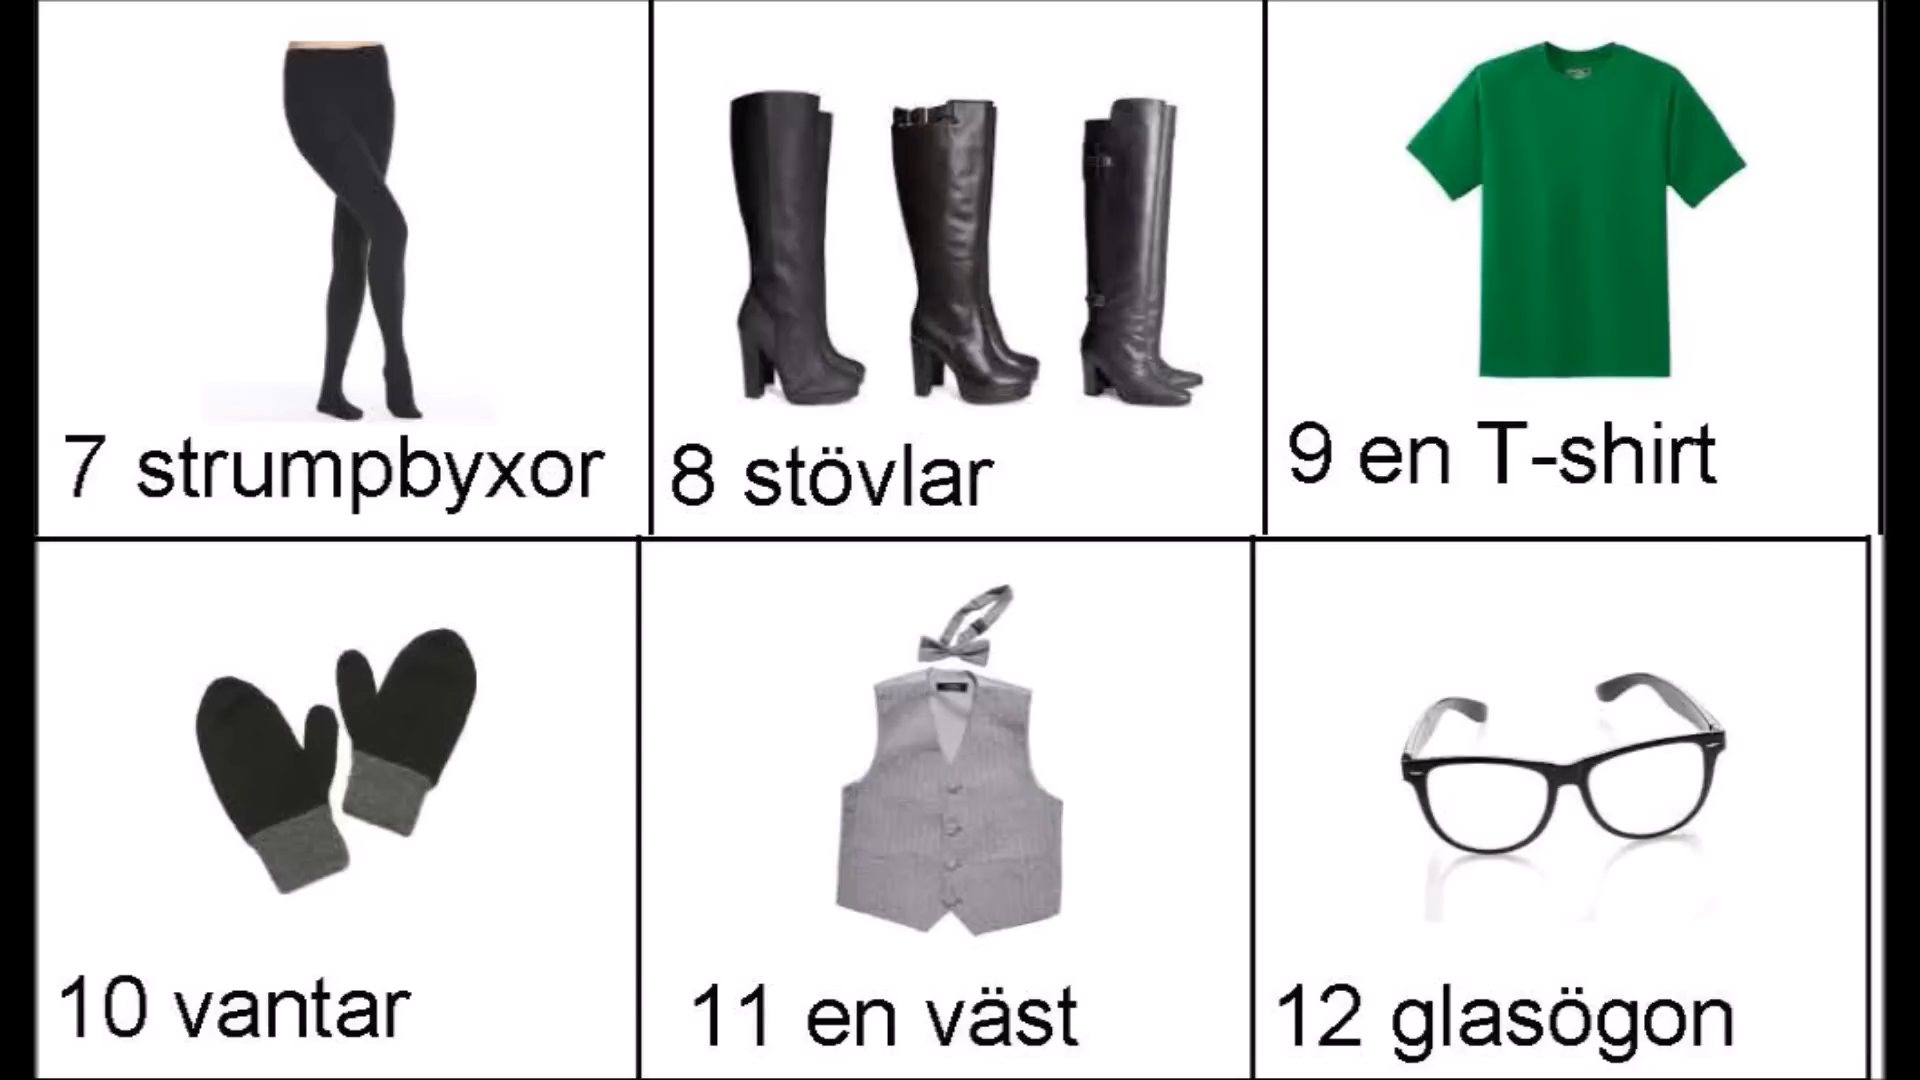 7 strumpbyxor
8 stövlar
9 en T-shirt
10 vantar
11 en väst
12 glasögon